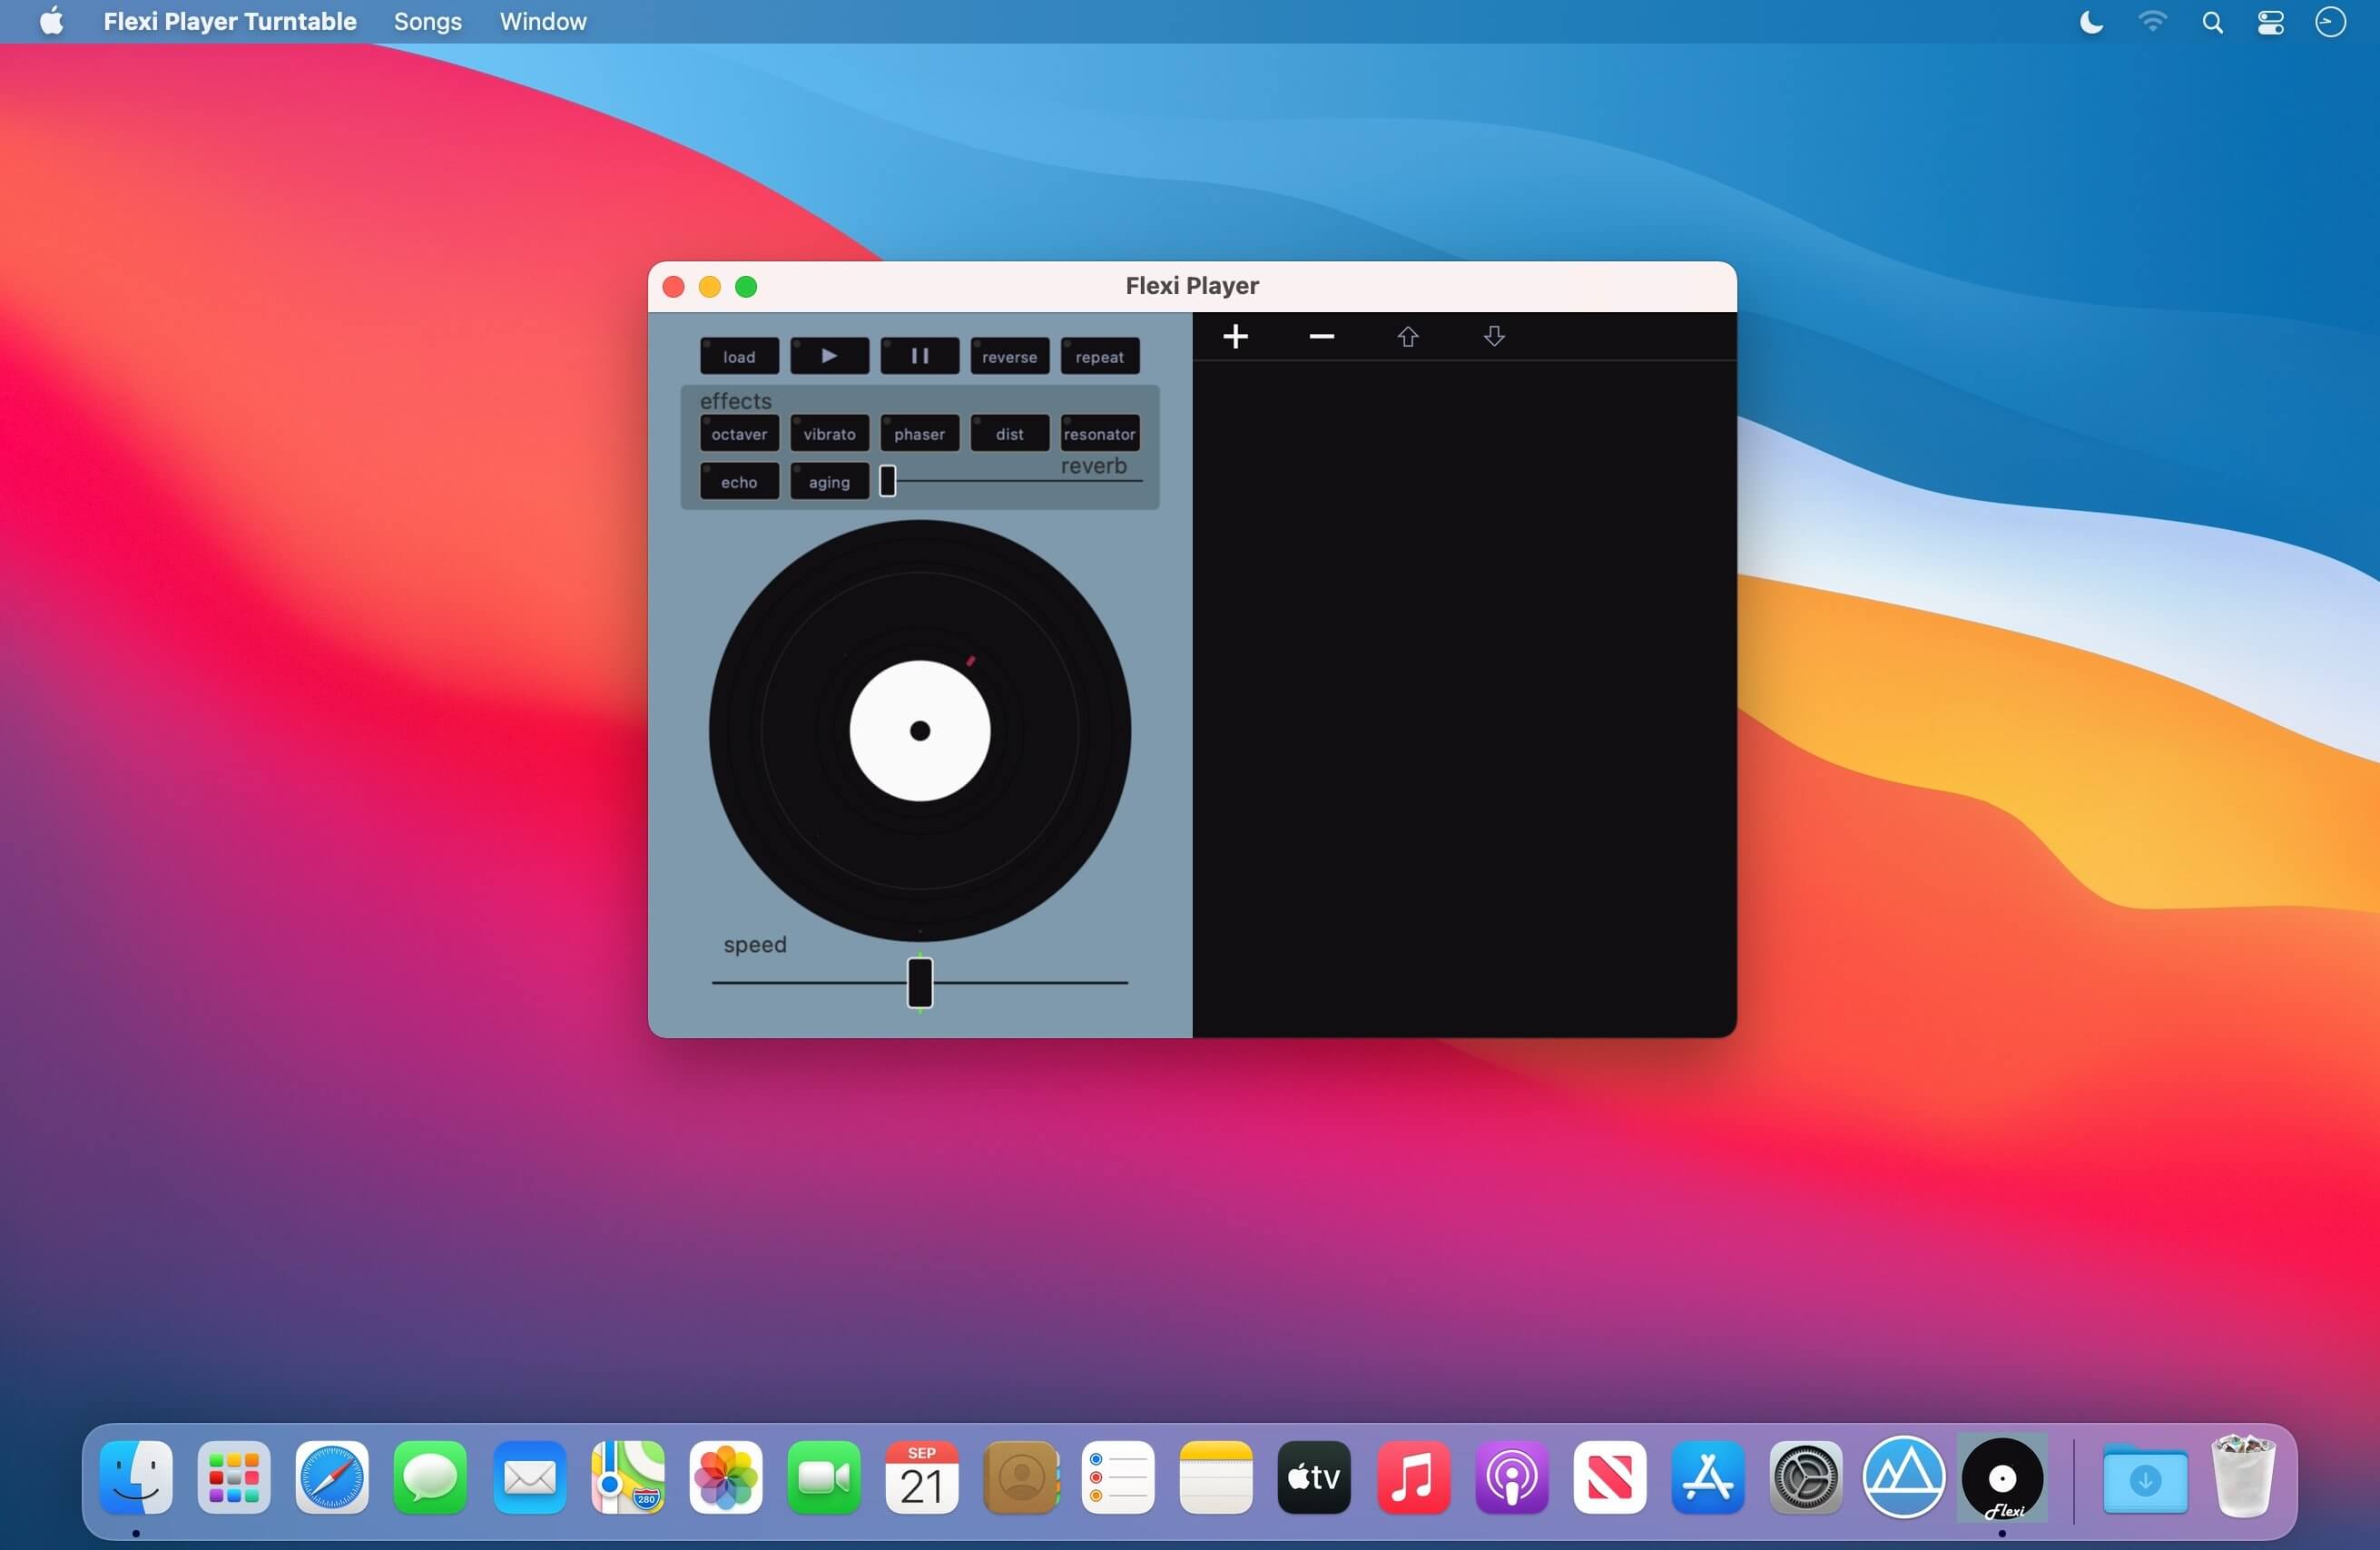 Flexi Player Turntable Songs Window
Flexi Player
load reverse repeat
effects
octaver vibrato phaser dist resonator
reverb
echo aging
speed
280
SEP
21
tv
Flexi